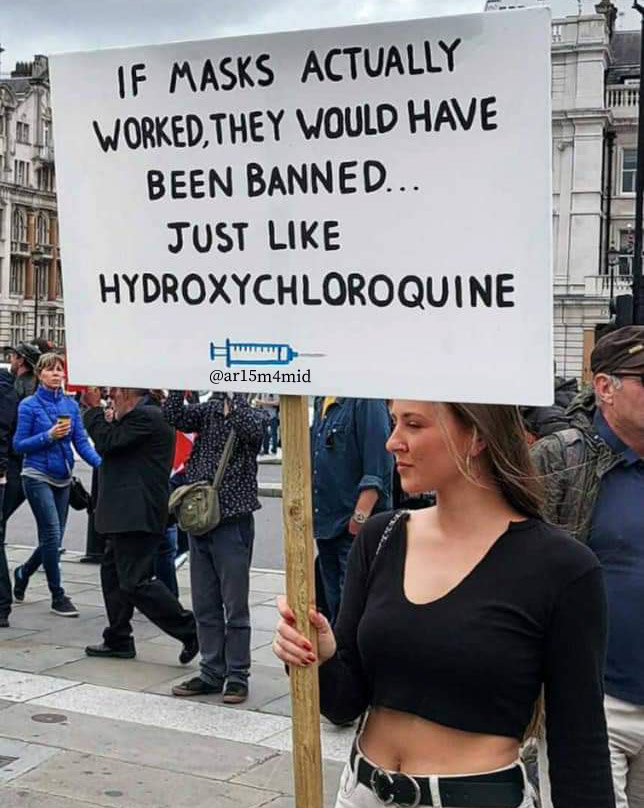 IF MASKS ACTUALLY
WORKED, THEY WOULD HAVE
BEEN BANNED...
JUST LIKE
HYDROXYCHLOROQUINE
@ar15m4mid